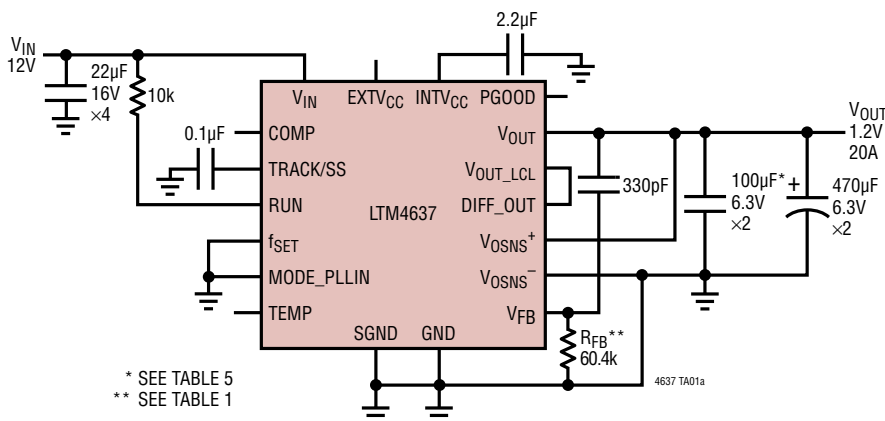 2.2µF
VIN
12V
22µF
16V
×4
10k
0.1µF
VIN
EXTVCC
INTVCC
PGOOD
COMP
TRACK/SS
RUN
fSET
MODE_PLLIN
TEMP
SGND
GND
LTM4637
VOUT
VOUT_LCL
DIFF_OUT
VOSNS+
VOSNS–
VFB
330pF
RFB**
60.4k
100µF*
6.3V
×2
+
470µF
6.3V
×2
VOUT
1.2V
20A
4637 TA01a
* SEE TABLE 5
** SEE TABLE 1